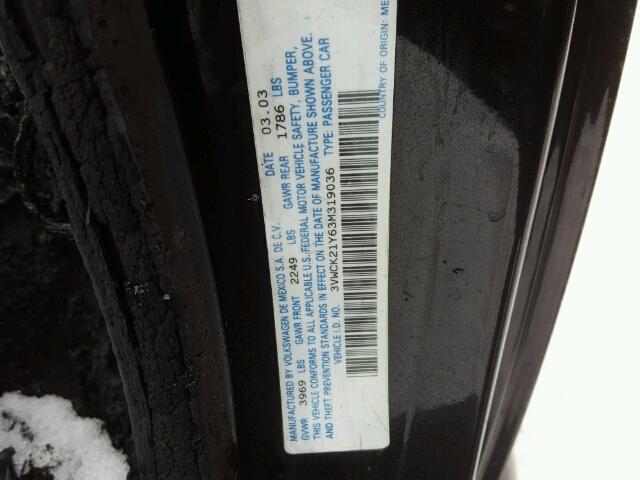 MANUFACTURED BY VOLKSWAGEN DE MEXICO S.A. DE C.V. DATE 03.03
GVWR 3969 LBS GAWR FRONT 2249 LBS GAWR REAR 1786 LBS
THIS VEHICLE CONFORMS TO ALL APPLICABLE U.S./FEDERAL MOTOR VEHICLE SAFETY, BUMPER,
AND THEFT PREVENTION STANDARDS IN EFFECT ON THE DATE OF MANUFACTURE SHOWN ABOVE.
VEHICLE I.D. NO. 3VWCK21Y63M319036 TYPE: PASSENGER CAR
COUNTRY OF ORIGIN: ME